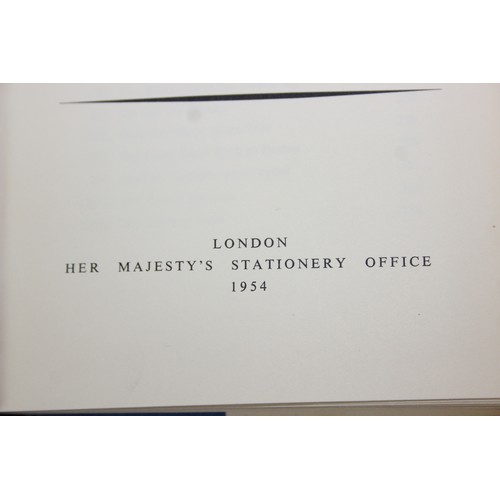 LONDON
HER MAJESTY'S STATIONERY OFFICE
1954